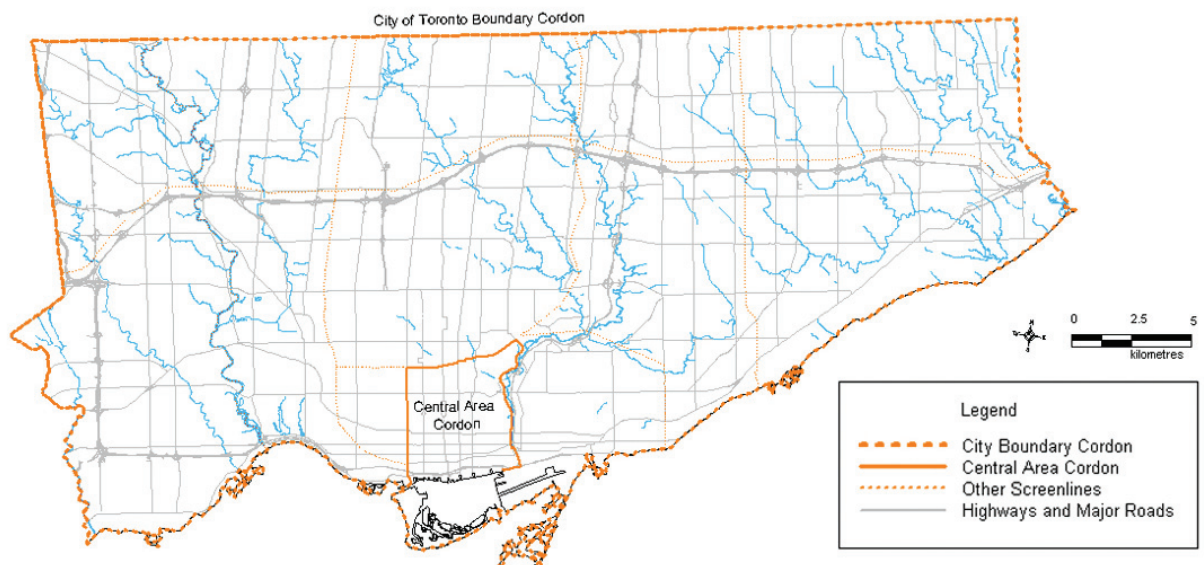 City of Toronto Boundary Cordon
Central Area
Cordon
0 2.5 5
kilometres
Legend
City Boundary Cordon
Central Area Cordon
Other Screenlines
Highways and Major Roads